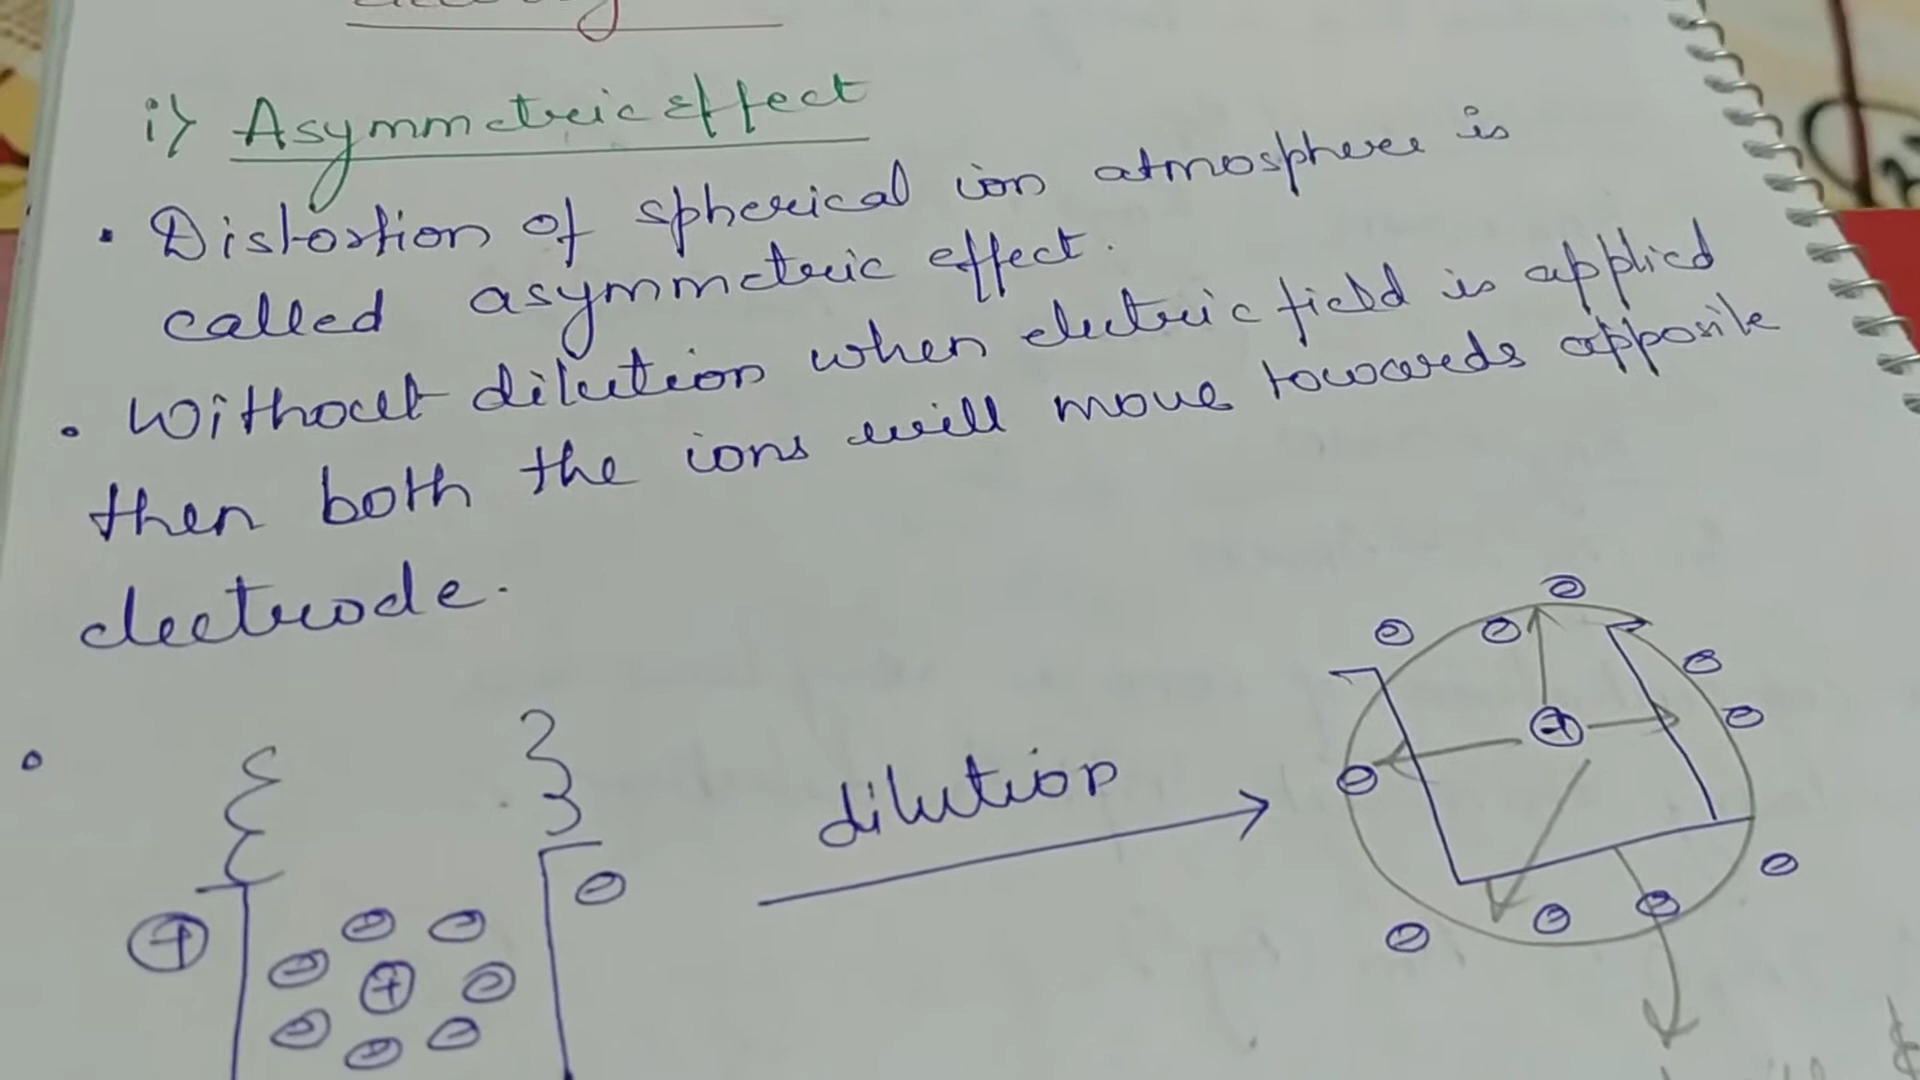 i) Asymmetric effect
• Distortion of spherical ion atmosphere is
called asymmetric effect.
• Without dilution when electric field is applied
then both the ions will move towards opposite
electrode.
dilution